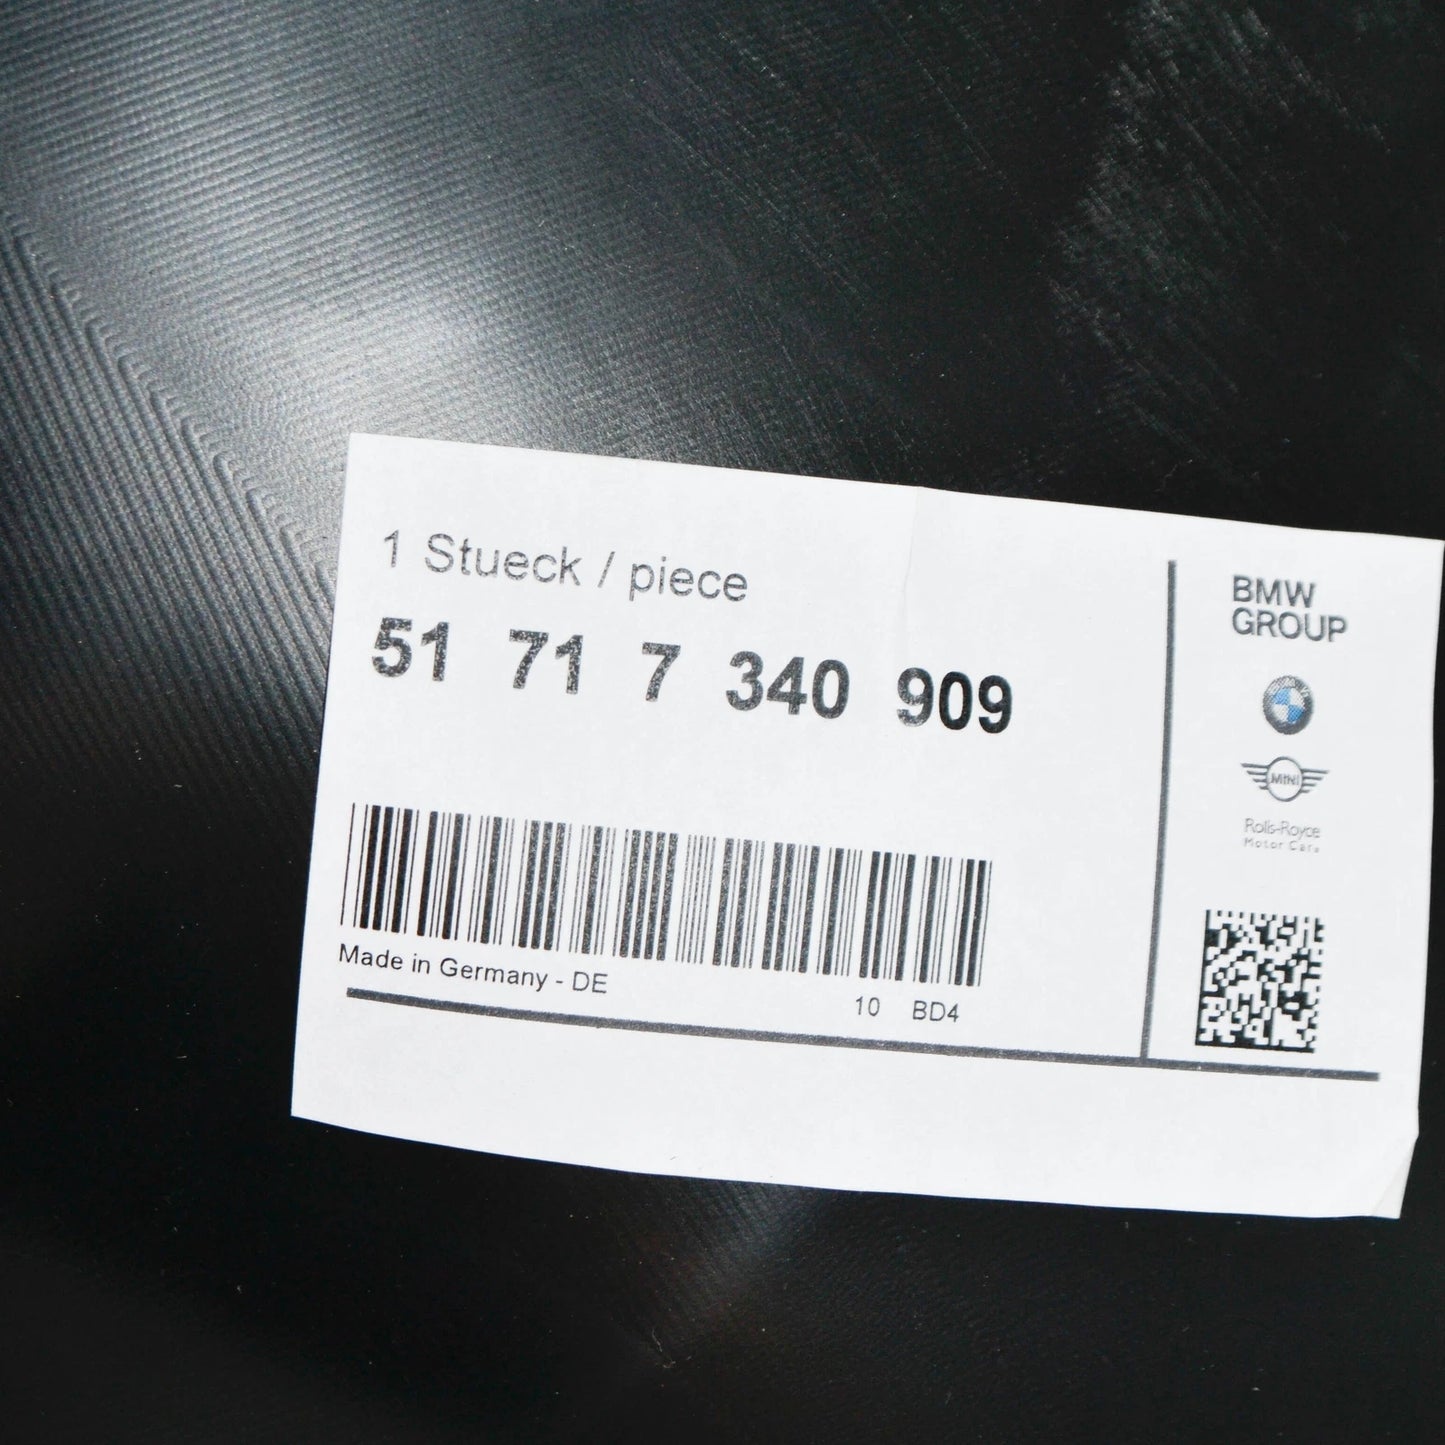 1 Stueck / piece
51 71 7 340 909
Made in Germany - DE
10 BD4
BMW
GROUP
MINI
Rolls-Royce
Motor Cars